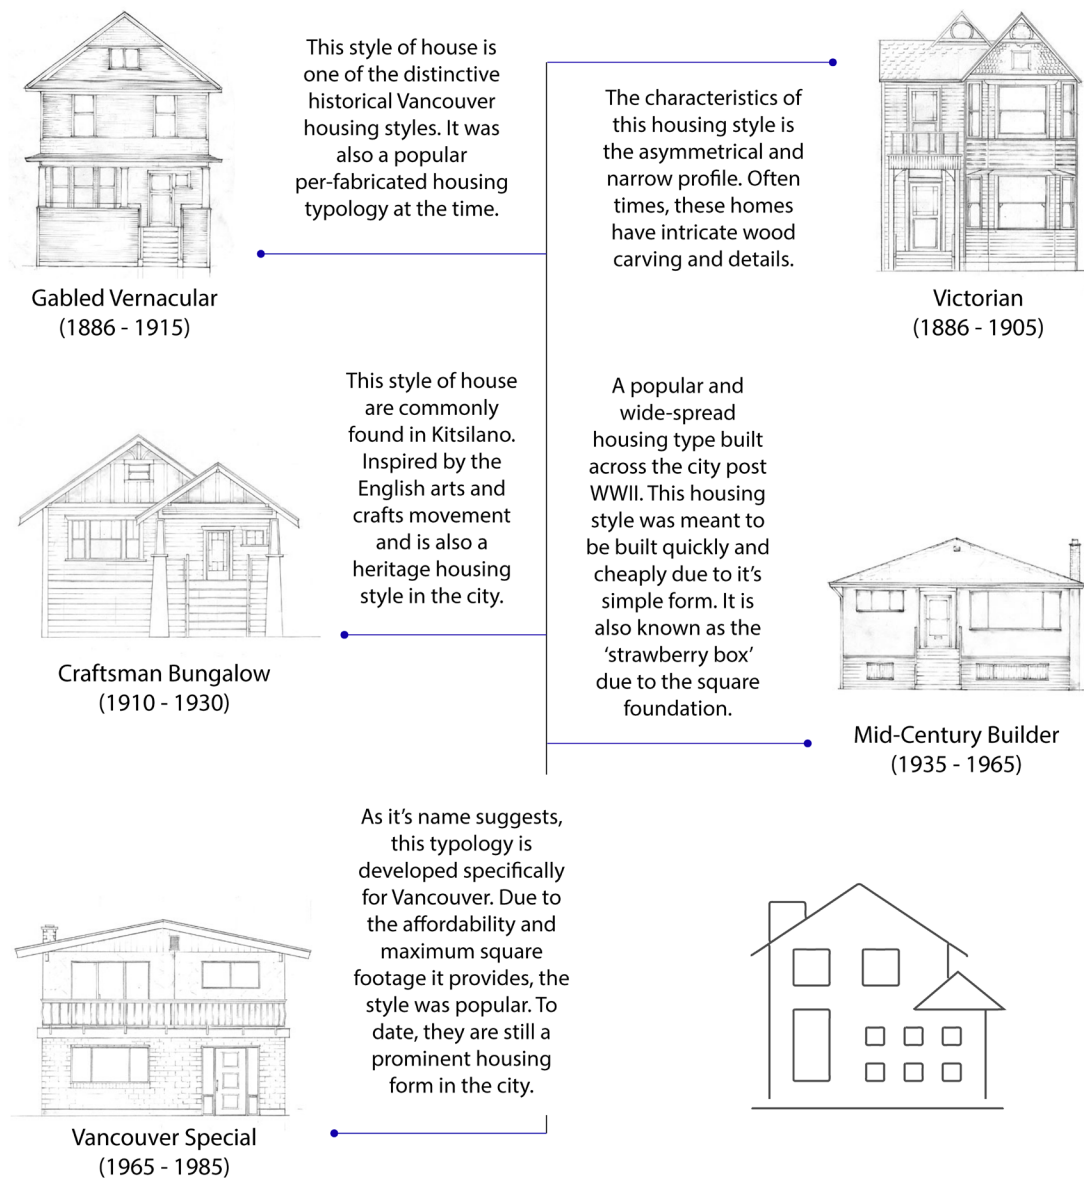 This style of house is
one of the distinctive
historical Vancouver
housing styles. It was
also a popular
per-fabricated housing
typology at the time.
Gabled Vernacular
(1886 - 1915)
The characteristics of
this housing style is
the asymmetrical and
narrow profile. Often
times, these homes
have intricate wood
carving and details.
Victorian
(1886 - 1905)
This style of house
are commonly
found in Kitsilano.
Inspired by the
English arts and
crafts movement
and is also a
heritage housing
style in the city.
Craftsman Bungalow
(1910 - 1930)
A popular and
wide-spread
housing type built
across the city post
WWII. This housing
style was meant to
be built quickly and
cheaply due to it’s
simple form. It is
also known as the
‘strawberry box’
due to the square
foundation.
Mid-Century Builder
(1935 - 1965)
As it’s name suggests,
this typology is
developed specifically
for Vancouver. Due to
the affordability and
maximum square
footage it provides, the
style was popular. To
date, they are still a
prominent housing
form in the city.
Vancouver Special
(1965 - 1985)